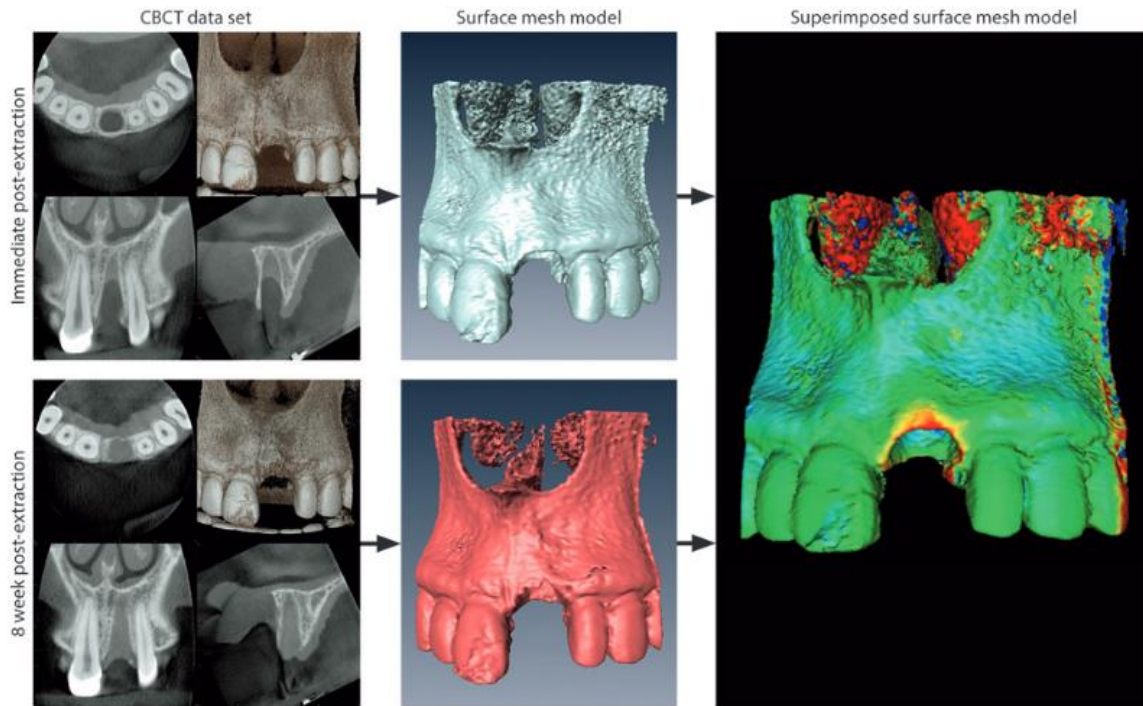 CBCT data set
Surface mesh model
Superimposed surface mesh model
Immediate post-extraction
8 week post-extraction